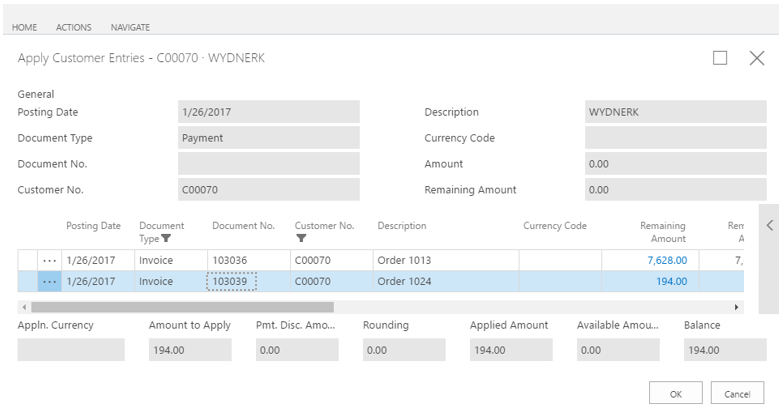 HOME ACTIONS NAVIGATE
Apply Customer Entries - C00070 · WYDNERK
General
Posting Date 1/26/2017 Description WYDNERK
Document Type Payment Currency Code
Document No. Amount 0.00
Customer No. C00070 Remaining Amount 0.00
Posting Date Document Type Document No. Customer No. Description Currency Code Remaining Amount Rem A
1/26/2017 Invoice 103036 C00070 Order 1013 7,628.00 7,
1/26/2017 Invoice 103039 C00070 Order 1024 194.00
Appln. Currency Amount to Apply Pmt. Disc. Amo... Rounding Applied Amount Available Amou... Balance
194.00 0.00 0.00 194.00 0.00 194.00
OK Cancel